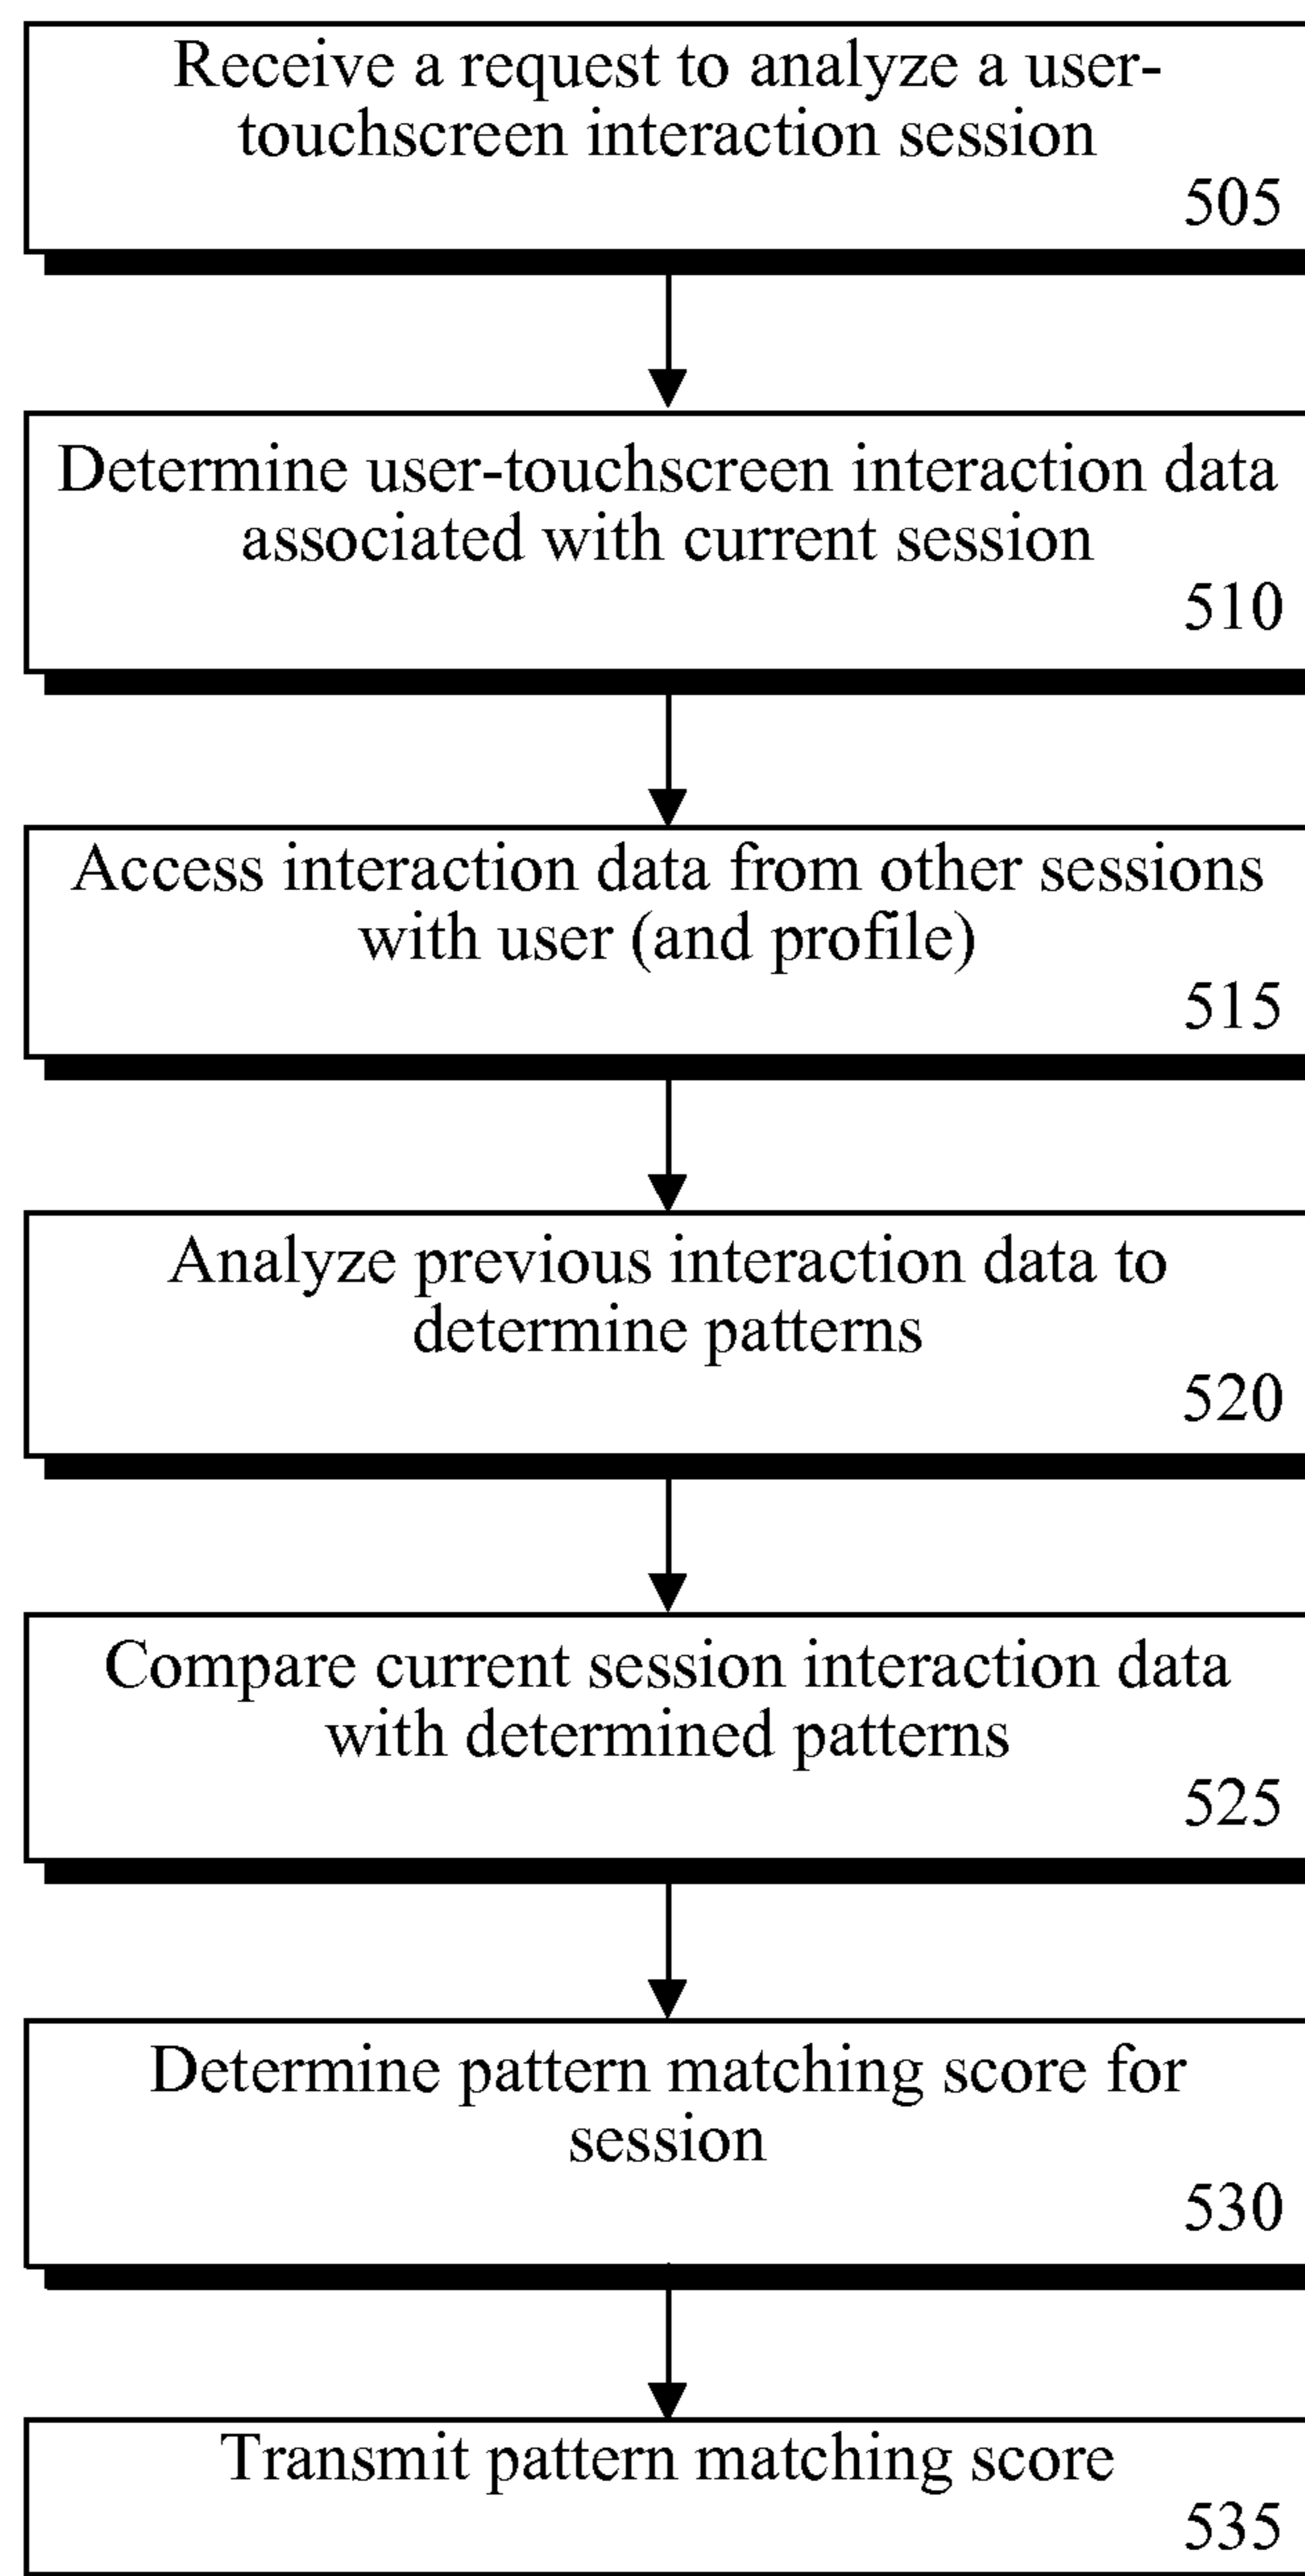 Receive a request to analyze a user-
touchscreen interaction session
505
Determine user-touchscreen interaction data
associated with current session
510
Access interaction data from other sessions
with user (and profile)
515
Analyze previous interaction data to
determine patterns
520
Compare current session interaction data
with determined patterns
525
Determine pattern matching score for
session
530
Transmit pattern matching score
535